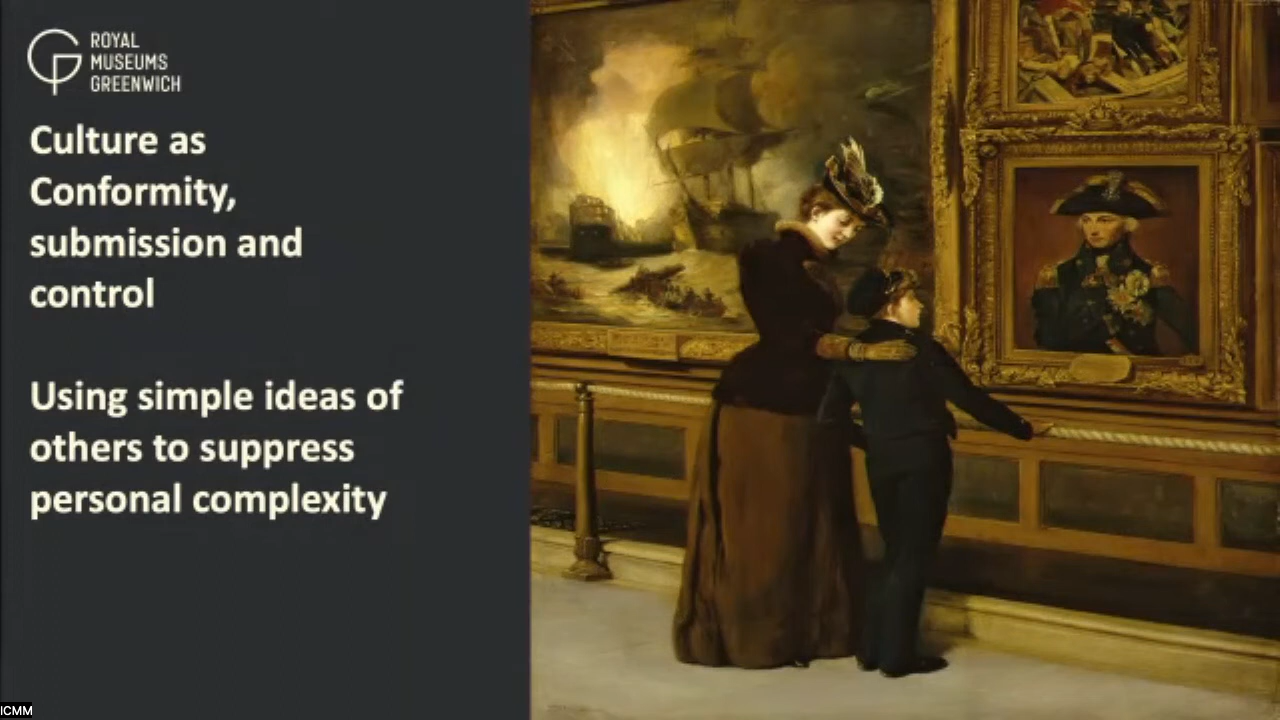 ROYAL
MUSEUMS
GREENWICH
Culture as
Conformity,
submission and
control
Using simple ideas of
others to suppress
personal complexity
ICMM